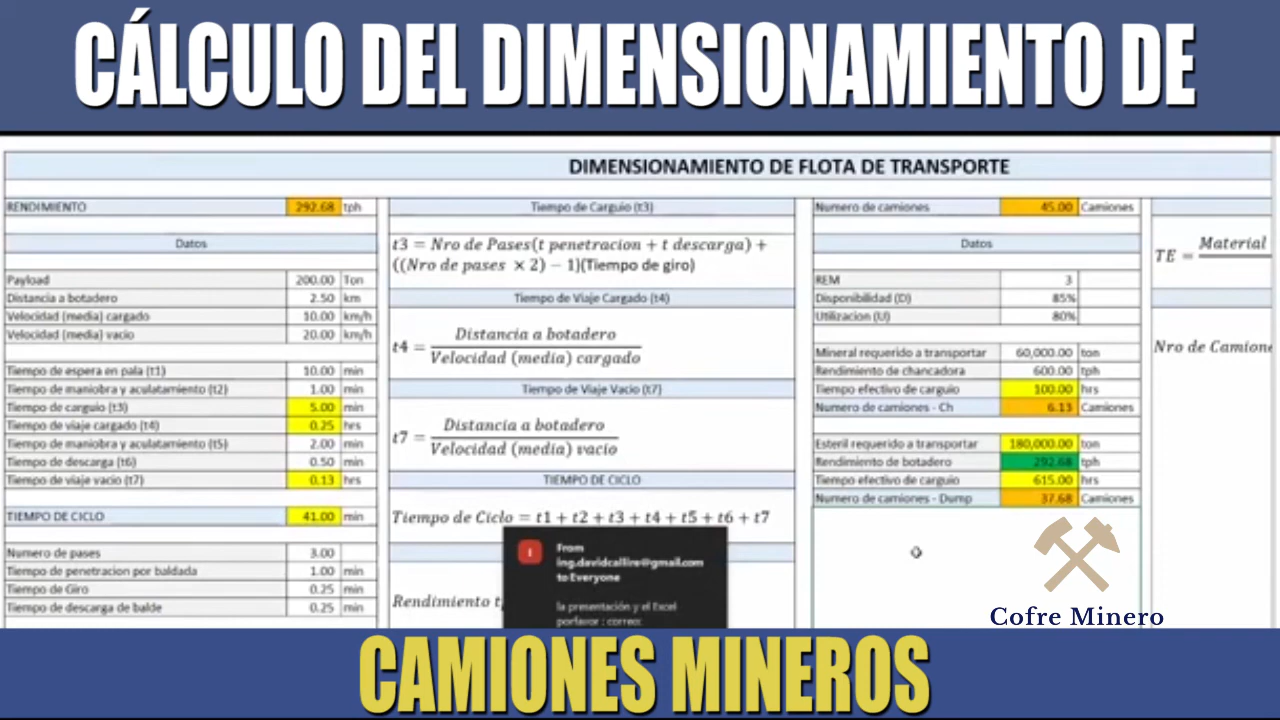 CÁLCULO DEL DIMENSIONAMIENTO DE
DIMENSIONAMIENTO DE FLOTA DE TRANSPORTE
RENDIMIENTO 292.68 tph
Datos
Payload 200.00 Ton
Distancia a botadero 2.50 km
Velocidad (media) cargado 10.00 km/h
Velocidad (media) vacio 20.00 km/h
Tiempo de espera en pala (t1) 10.00 min
Tiempo de maniobra y aculatamiento (t2) 1.00 min
Tiempo de carguio (t3) 5.00 min
Tiempo de viaje cargado (t4) 0.25 hrs
Tiempo de maniobra y aculatamiento (t5) 2.00 min
Tiempo de descarga (t6) 0.50 min
Tiempo de viaje vacio (t7) 0.13 hrs
TIEMPO DE CICLO 41.00 min
Numero de pases 3.00
Tiempo de penetracion por baldada 1.00 min
Tiempo de Giro 0.25 min
Tiempo de descarga de balde 0.25 min
Tiempo de Carguio (t3)
t3 = Nro de Pases(t penetracion + t descarga) +
((Nro de pases × 2) − 1)(Tiempo de giro)
Tiempo de Viaje Cargado (t4)
t4 = Distancia a botadero
Velocidad (media) cargado
Tiempo de Viaje Vacio (t7)
t7 = Distancia a botadero
Velocidad (media) vacio
TIEMPO DE CICLO
Tiempo de Ciclo = t1 + t2 + t3 + t4 + t5 + t6 + t7
Rendimiento
From
ing.davidcallire@gmail.com
to Everyone
la presentación y el Excel
porfavor : correo:
Numero de camiones 45.00 Camiones
Datos
REM 3
Disponibilidad (D) 85%
Utilizacion (U) 80%
Mineral requerido a transportar 60,000.00 ton
Rendimiento de chancadora 600.00 tph
Tiempo efectivo de carguio 100.00 hrs
Numero de camiones - Ch 6.13 Camiones
Esteril requerido a transportar 180,000.00 ton
Rendimiento de botadero 292.68 tph
Tiempo efectivo de carguio 615.00 hrs
Numero de camiones - Dump 37.68 Camiones
TE = Material
Nro de Camione
Cofre Minero
CAMIONES MINEROS